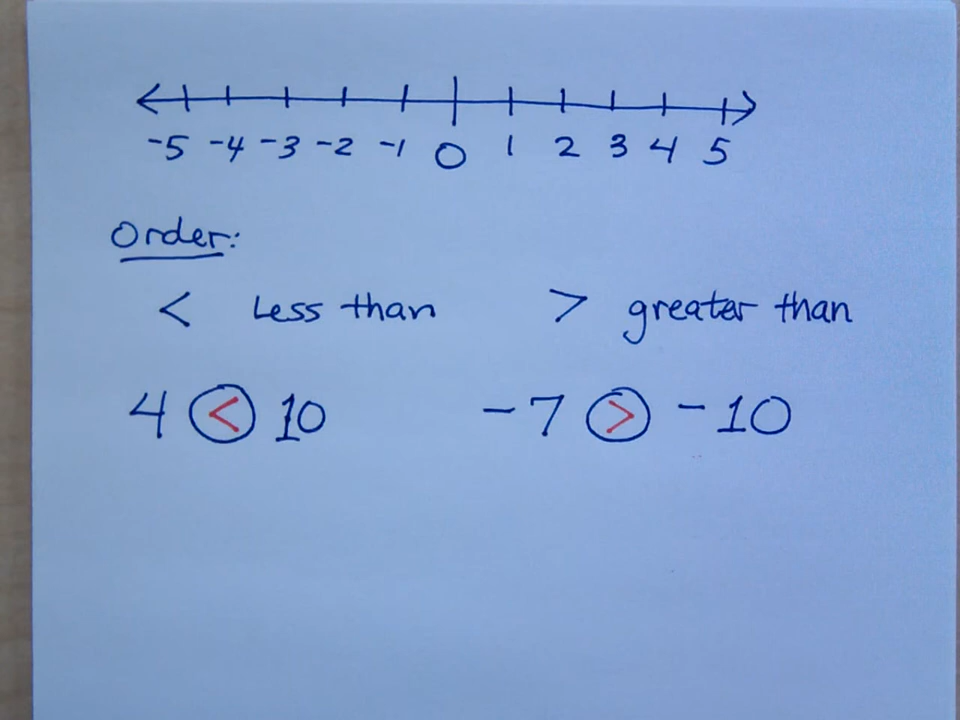 -5 -4 -3 -2 -1 0 1 2 3 4 5
Order:
< Less than > greater than
4 < 10 -7 > -10